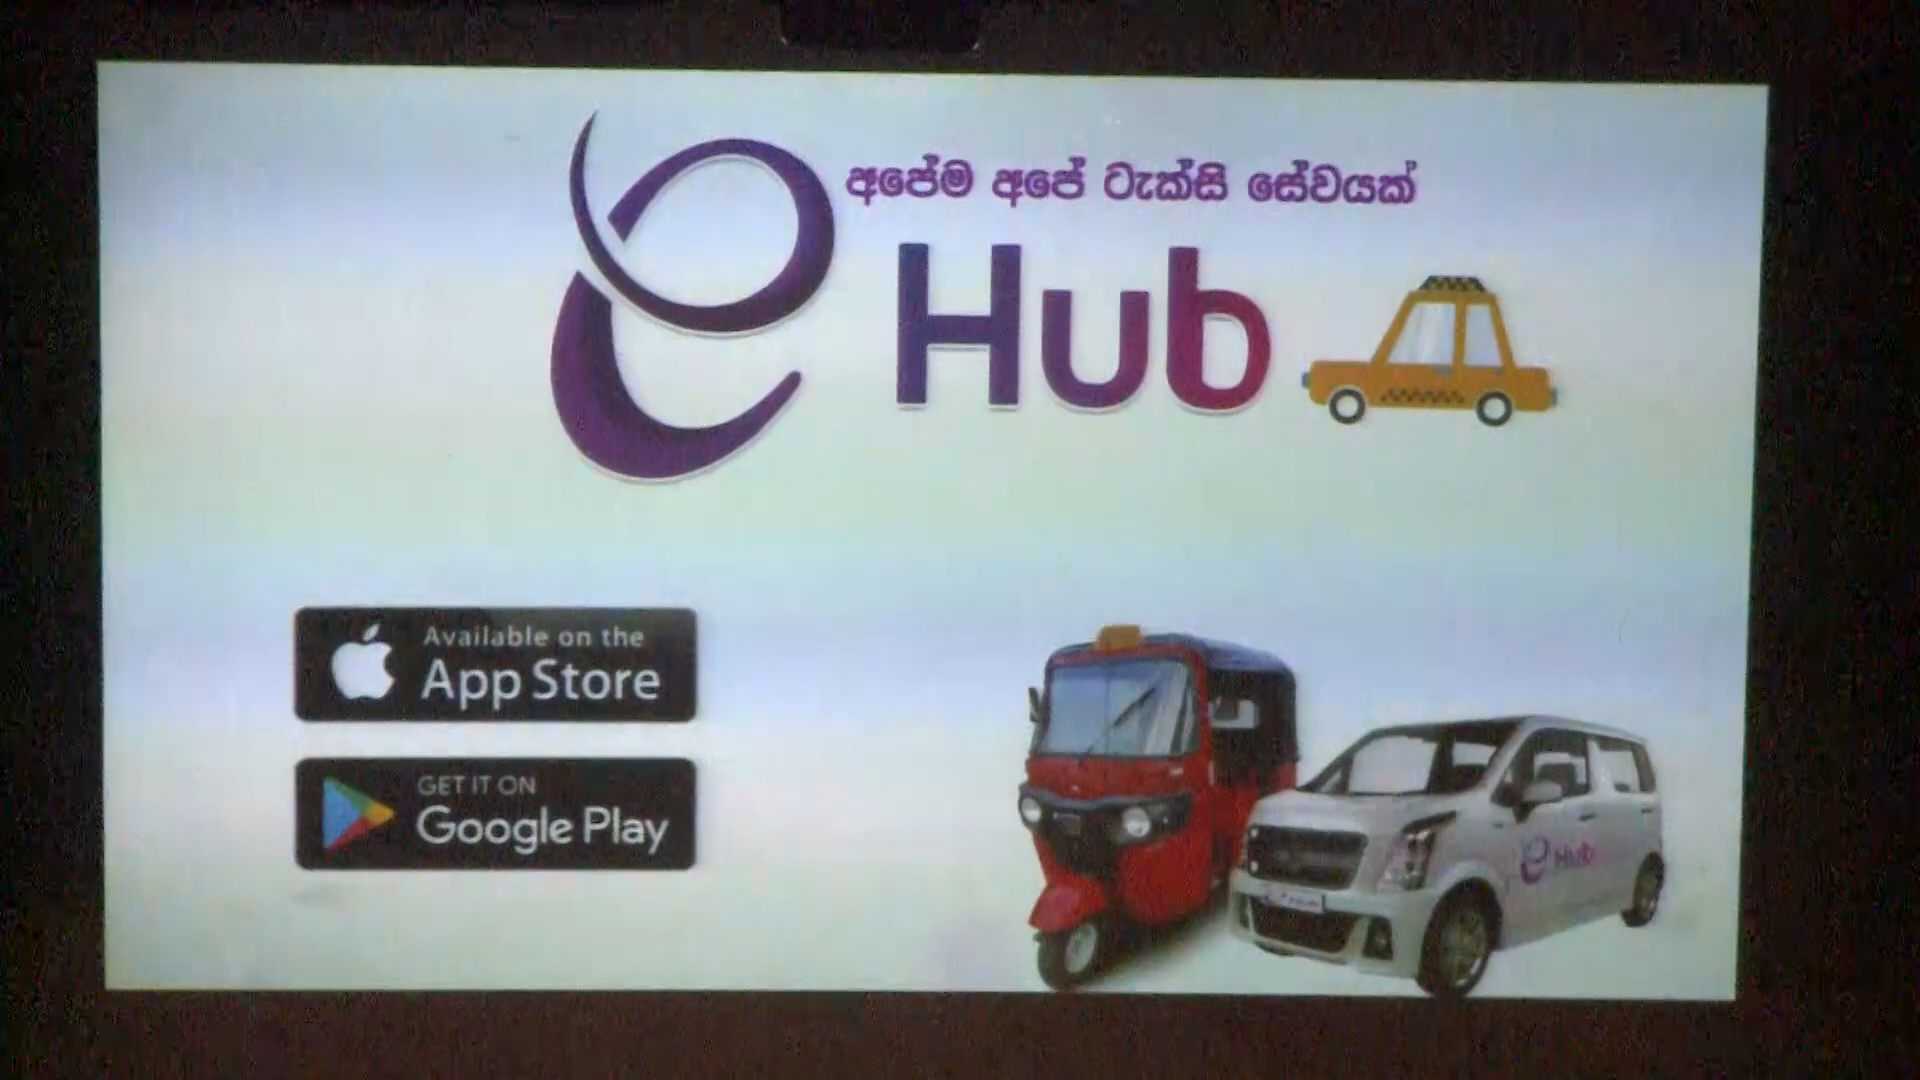 අපේම අපේ ටැක්සි සේවයක්
e Hub
Available on the
App Store
GET IT ON
Google Play
e Hub